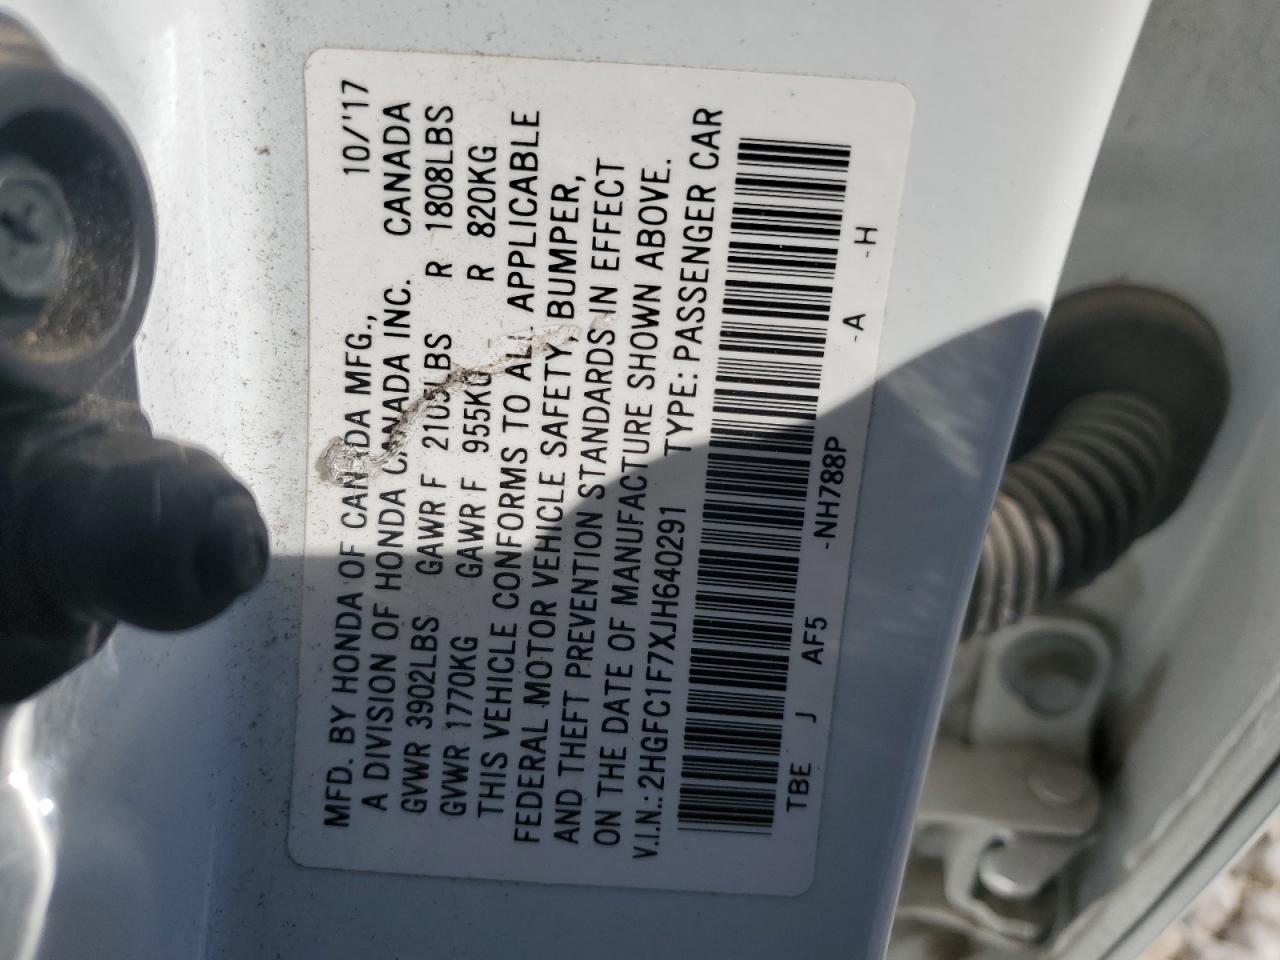 MFD. BY HONDA OF CANADA MFG., 10/'17
A DIVISION OF HONDA CANADA INC. CANADA
GVWR 3902LBS GAWR F 2105LBS R 1808LBS
GVWR 1770KG GAWR F 955KG R 820KG
THIS VEHICLE CONFORMS TO ALL APPLICABLE
FEDERAL MOTOR VEHICLE SAFETY, BUMPER,
AND THEFT PREVENTION STANDARDS IN EFFECT
ON THE DATE OF MANUFACTURE SHOWN ABOVE.
V.I.N.: 2HGFC1F7XJH640291 TYPE: PASSENGER CAR
TBE J AF5 -NH788P -A -H